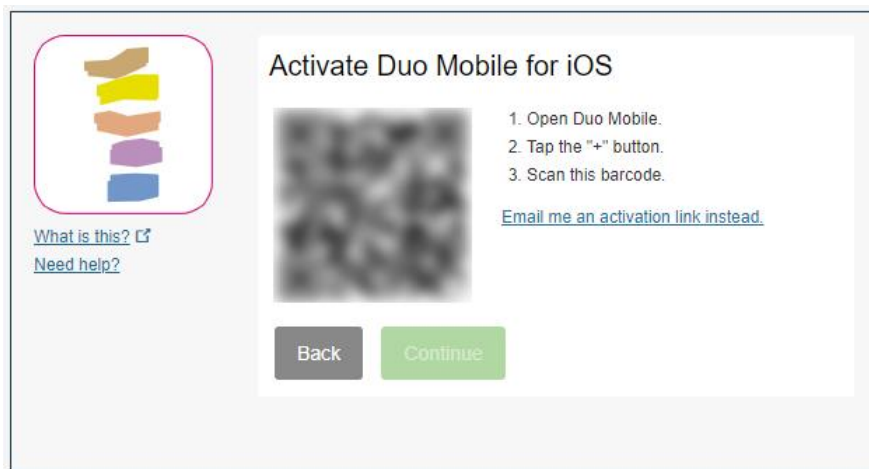 Activate Duo Mobile for iOS
1. Open Duo Mobile.
2. Tap the "+" button.
3. Scan this barcode.
Email me an activation link instead.
What is this?
Need help?
Back
Continue